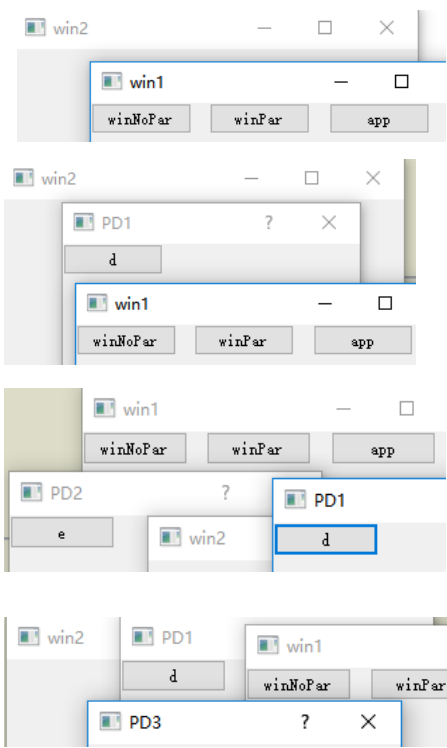 win2
win1
winNoPar winPar app
win2
PD1 ?
d
win1
winNoPar winPar app
win1
winNoPar winPar app
PD2 ?
PD1
e
win2
d
win2
PD1
win1
d
winNoPar winPar
PD3 ?